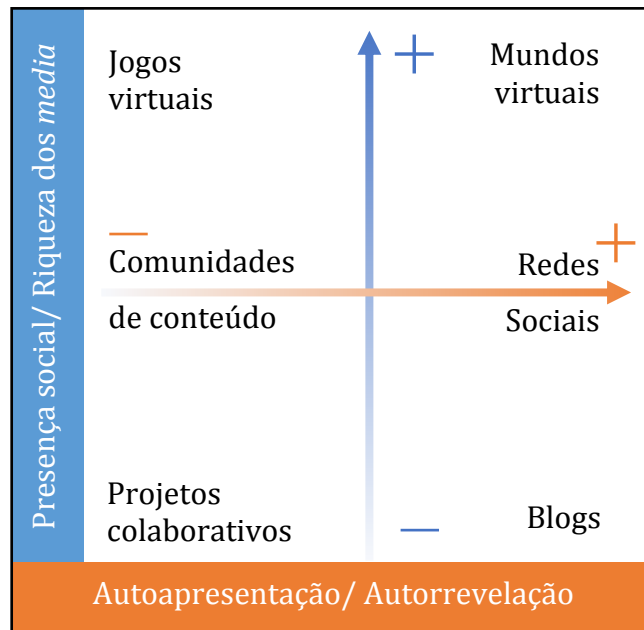 Presença social/ Riqueza dos media
Jogos
virtuais
Mundos
virtuais
Comunidades
de conteúdo
Redes
Sociais
Projetos
colaborativos
Blogs
Autoapresentação/ Autorrevelação